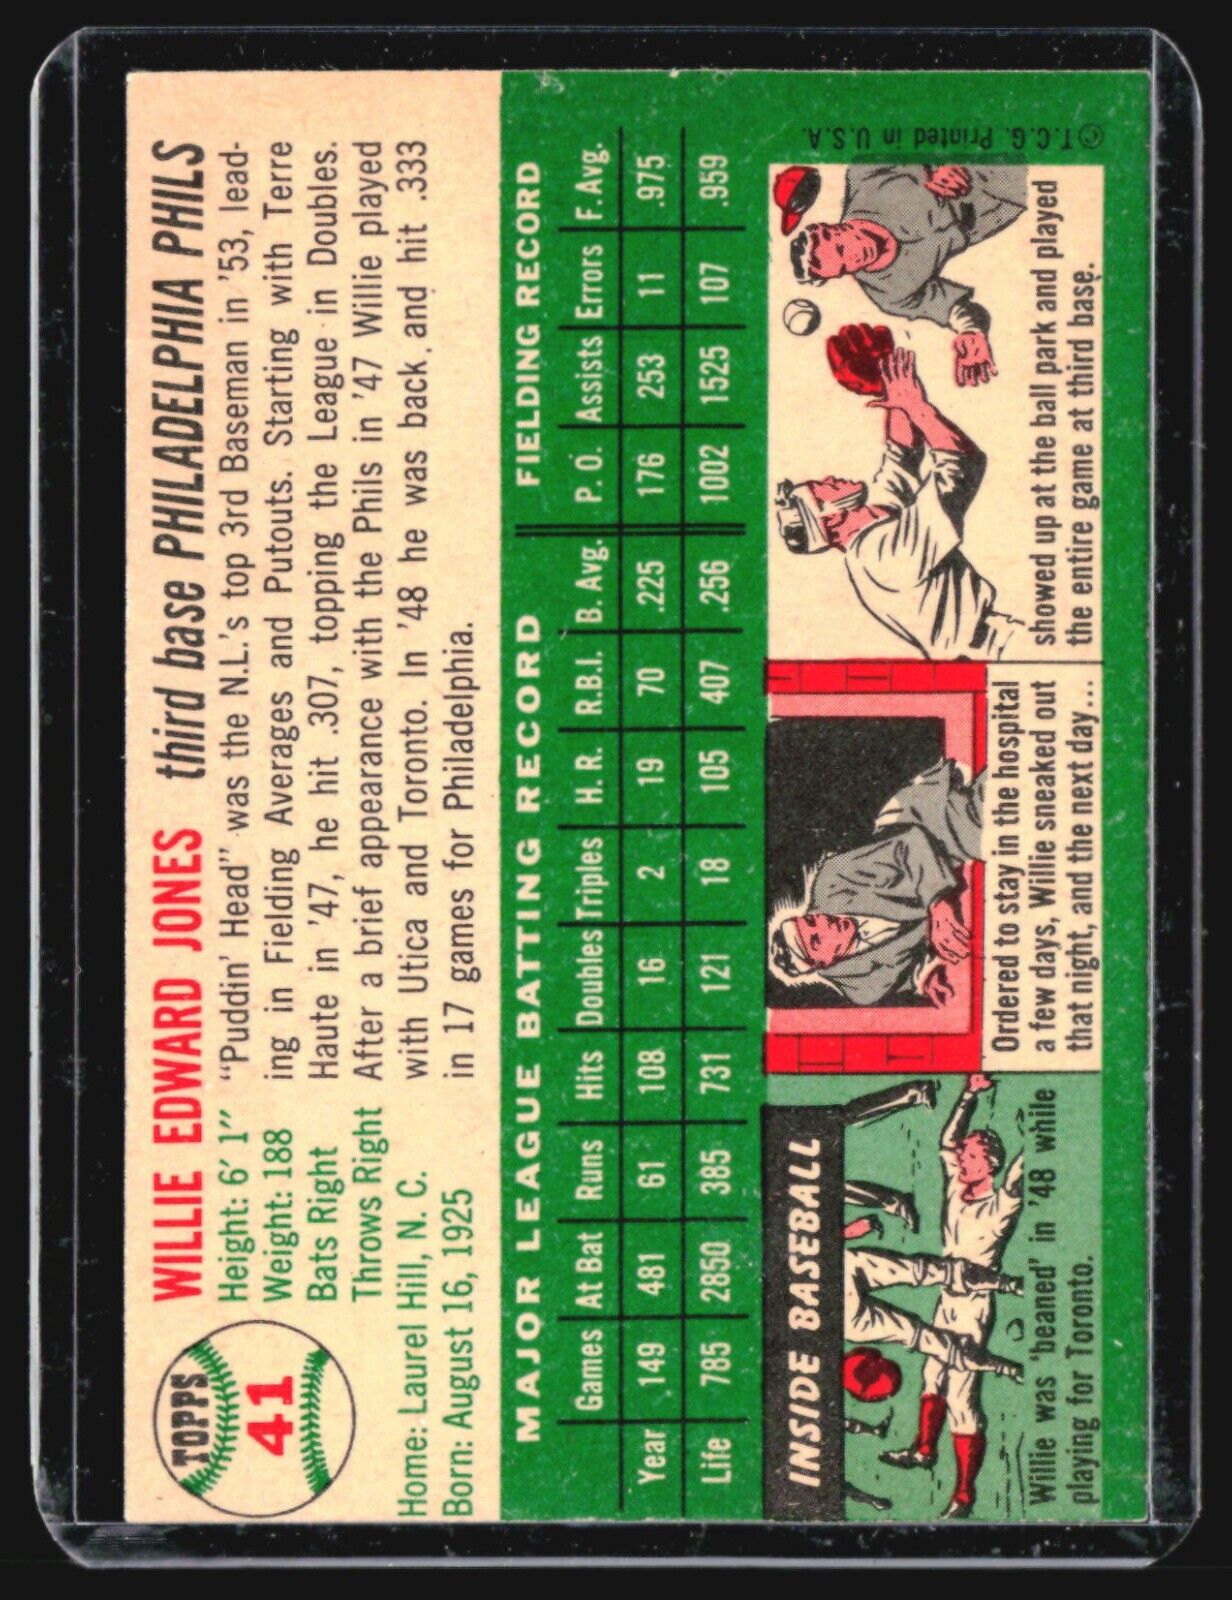 TOPPS
41
WILLIE EDWARD JONES third base PHILADELPHIA PHILS
Height: 6' 1"
Weight: 188
Bats Right
Throws Right
Home: Laurel Hill, N. C.
Born: August 16, 1925
"Puddin' Head" was the N.L.'s top 3rd Baseman in '53, lead-
ing in Fielding Averages and Putouts. Starting with Terre
Haute in '47, he hit .307, topping the League in Doubles.
After a brief appearance with the Phils in '47 Willie played
with Utica and Toronto. In '48 he was back and hit .333
in 17 games for Philadelphia.
MAJOR LEAGUE BATTING RECORD FIELDING RECORD
Games At Bat Runs Hits Doubles Triples H. R. R.B.I. B. Avg. P. O. Assists Errors F. Avg.
Year 149 481 61 108 16 2 19 70 .225 176 253 11 .975
Life 785 2850 385 731 121 18 105 407 .256 1002 1525 107 .959
INSIDE BASEBALL
Willie was 'beaned' in '48 while
playing for Toronto.
Ordered to stay in the hospital
a few days, Willie sneaked out
that night, and the next day...
showed up at the ball park and played
the entire game at third base.
©T.C.G. Printed in U.S.A.